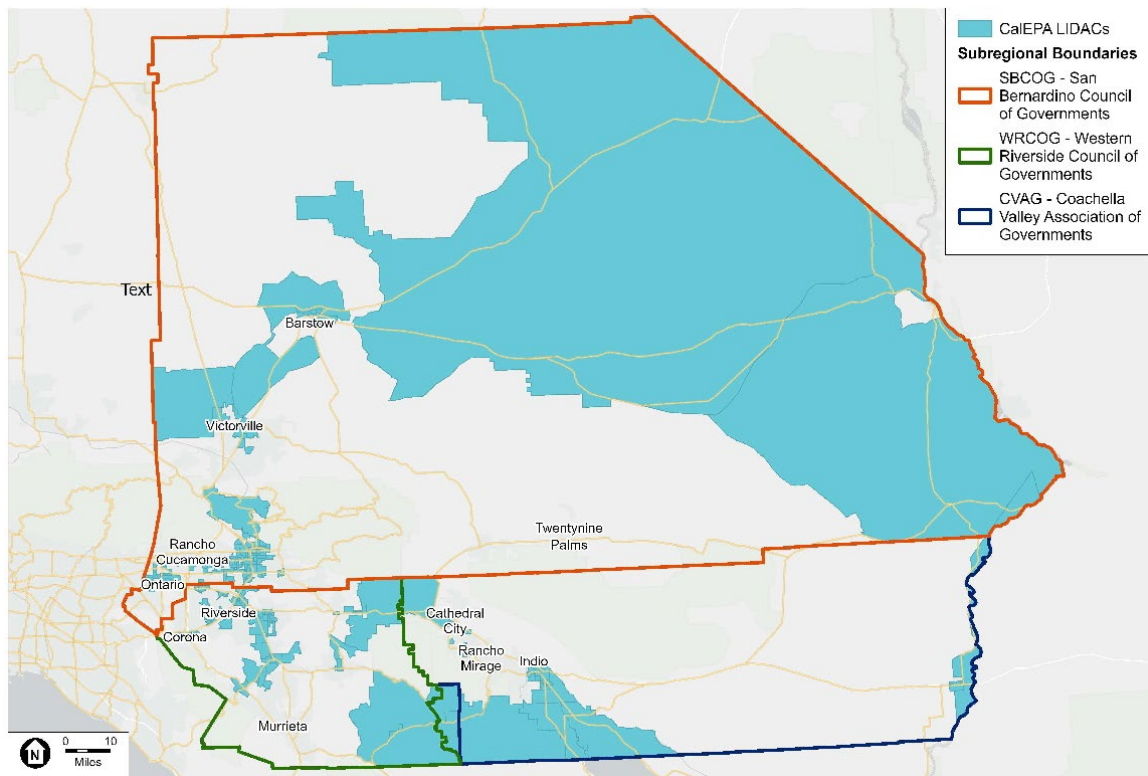 CalEPA LIDACs
Subregional Boundaries
SBCOG - San
Bernardino Council
of Governments
WRCOG - Western
Riverside Council of
Governments
CVAG - Coachella
Valley Association of
Governments
Text
Barstow
Victorville
Twentynine
Palms
Rancho
Cucamonga
Ontario
Riverside
Corona
Cathedral
City
Rancho
Mirage
Indio
Murrieta
N
0 10
Miles